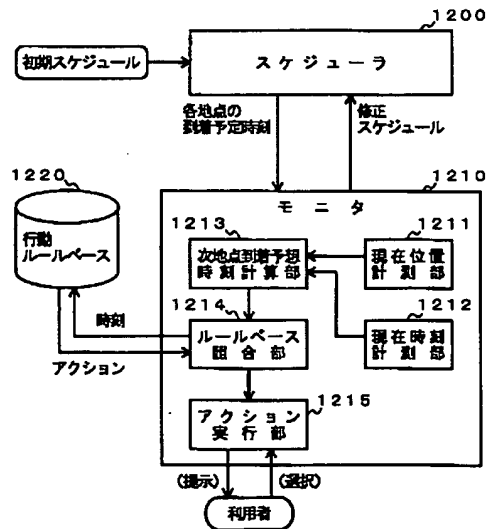 1200
初期スケジュール
スケジューラ
各地点の
到着予定時刻
修正
スケジュール
1220
1210
モニタ
行動
ルールベース
1213
次地点到着予想
時刻計算部
1211
現在位置
計測部
1214
ルールベース
照合部
1212
現在時刻
計測部
時刻
アクション
1215
アクション
実行部
(提示)
(選択)
利用者